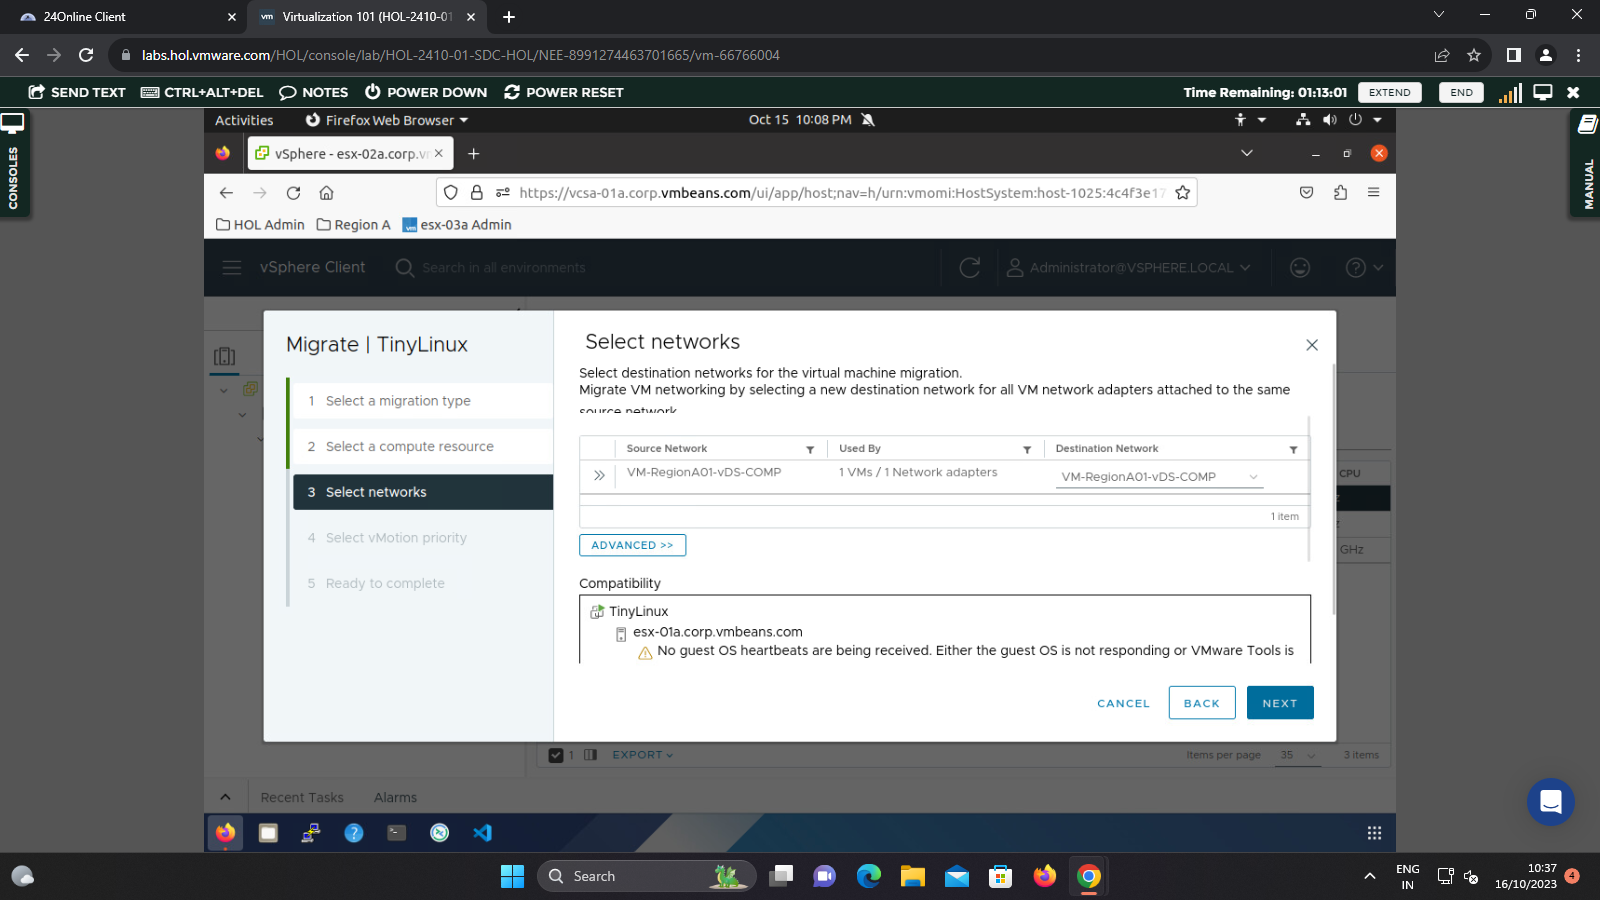 24Online Client
Virtualization 101 (HOL-2410-01
labs.hol.vmware.com/HOL/console/lab/HOL-2410-01-SDC-HOL/NEE-8991274463701665/vm-66766004
SEND TEXT
CTRL+ALT+DEL
NOTES
POWER DOWN
POWER RESET
Time Remaining: 01:13:01
EXTEND
END
CONSOLES
MANUAL
Activities
Firefox Web Browser
Oct 15 10:08 PM
vSphere - esx-02a.corp.v
https://vcsa-01a.corp.vmbeans.com/ui/app/host;nav=h/urn:vmomi:HostSystem:host-1025:4c4f3e17
HOL Admin
Region A
esx-03a Admin
vSphere Client
Search in all environments
Administrator@VSPHERE.LOCAL
Migrate | TinyLinux
1 Select a migration type
2 Select a compute resource
3 Select networks
4 Select vMotion priority
5 Ready to complete
Select networks
Select destination networks for the virtual machine migration.
Migrate VM networking by selecting a new destination network for all VM network adapters attached to the same
source network
Source Network
Used By
Destination Network
VM-RegionA01-vDS-COMP
1 VMs / 1 Network adapters
VM-RegionA01-vDS-COMP
1 item
ADVANCED >>
Compatibility
TinyLinux
esx-01a.corp.vmbeans.com
No guest OS heartbeats are being received. Either the guest OS is not responding or VMware Tools is
CANCEL
BACK
NEXT
CPU
GHz
1
EXPORT
Items per page
35
3 items
Recent Tasks
Alarms
Search
ENG
IN
10:37
16/10/2023
4